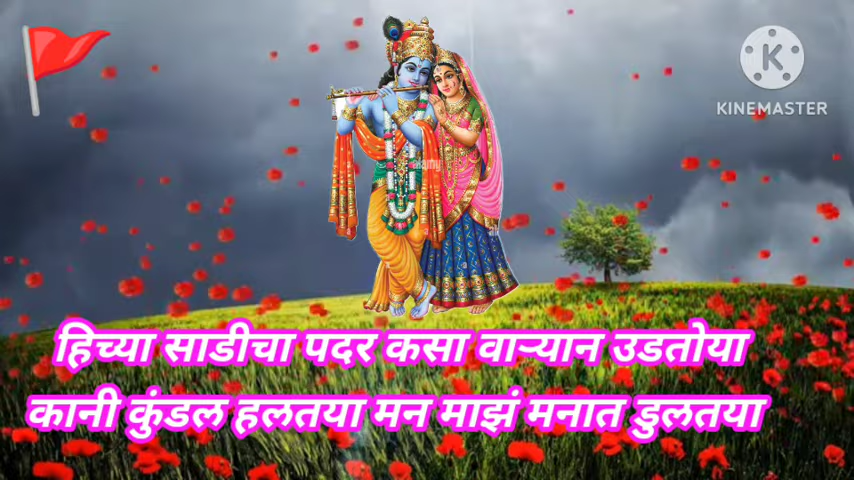 KINEMASTER
हिच्या साडीचा पदर कसा वाऱ्यान उडतोया
कानी कुंडल हलतया मन माझं मनात डुलतया